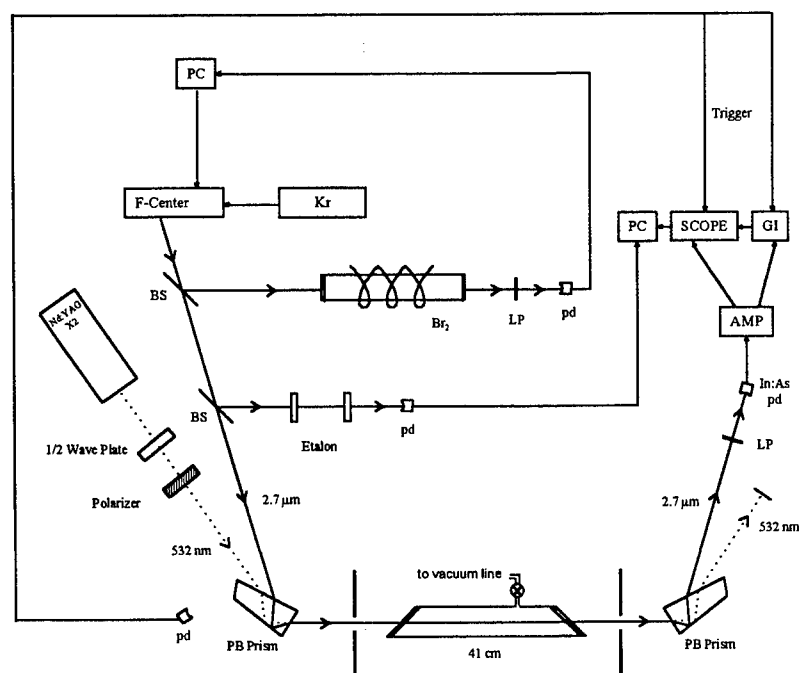 PC
Trigger
F-Center
Kr
PC
SCOPE
GI
BS
Br2
LP
pd
Nd:YAG
X2
AMP
In:As
pd
BS
Etalon
pd
1/2 Wave Plate
LP
Polarizer
2.7 μm
2.7 μm
532 nm
532 nm
to vacuum line
pd
PB Prism
41 cm
PB Prism